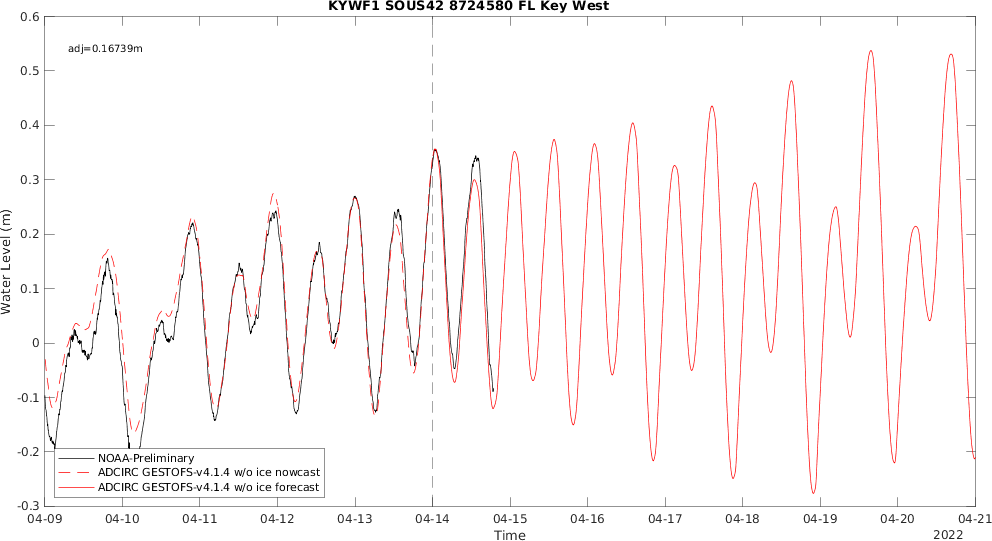 KYWF1 SOUS42 8724580 FL Key West
adj=0.16739m
0.6
0.5
0.4
0.3
0.2
0.1
0
-0.1
-0.2
-0.3
Water Level (m)
NOAA-Preliminary
ADCIRC GESTOFS-v4.1.4 w/o ice nowcast
ADCIRC GESTOFS-v4.1.4 w/o ice forecast
04-09 04-10 04-11 04-12 04-13 04-14 04-15 04-16 04-17 04-18 04-19 04-20 04-21
Time
2022